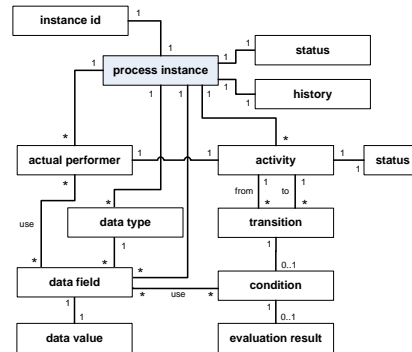 instance id
1
1
process instance
1
1
status
1
1
history
1
1
1
1
1
*
*
actual performer
1
1
activity
1
1
status
*
1
1
use
from
to
*
*
*
data type
transition
1
1
*
*
*
0..1
data field
*
use
*
condition
1
1
1
0..1
data value
evaluation result